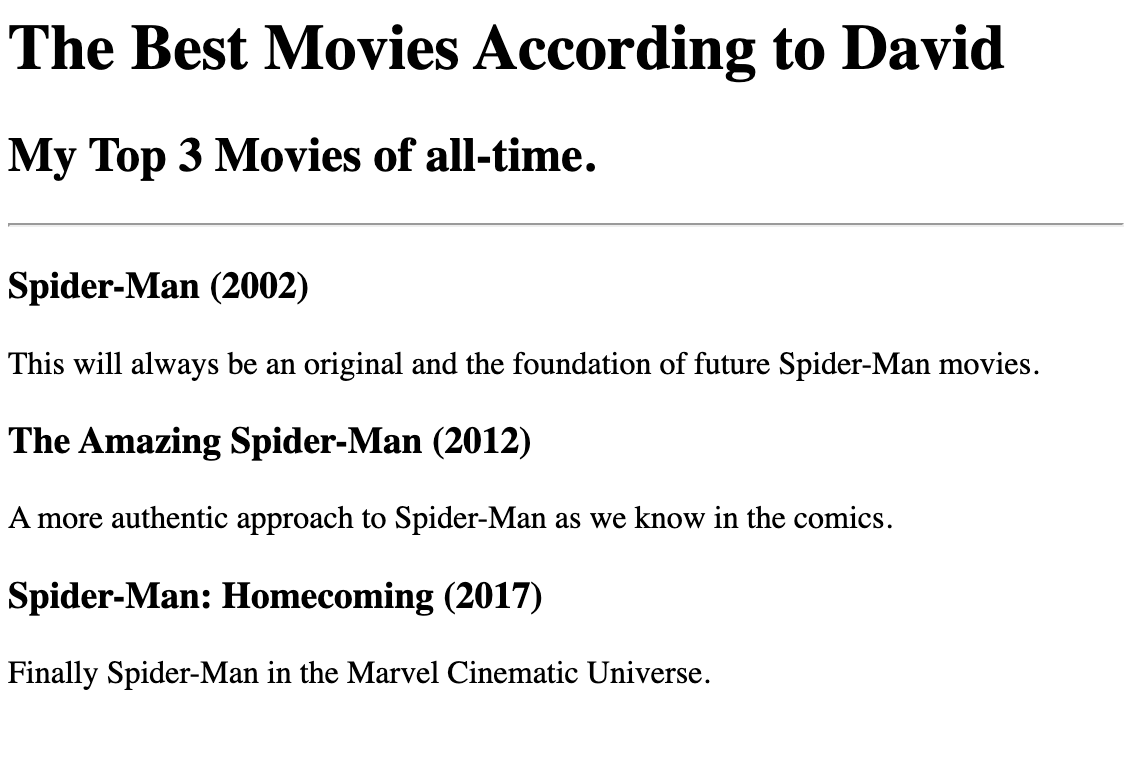 The Best Movies According to David
My Top 3 Movies of all-time.
Spider-Man (2002)
This will always be an original and the foundation of future Spider-Man movies.
The Amazing Spider-Man (2012)
A more authentic approach to Spider-Man as we know in the comics.
Spider-Man: Homecoming (2017)
Finally Spider-Man in the Marvel Cinematic Universe.